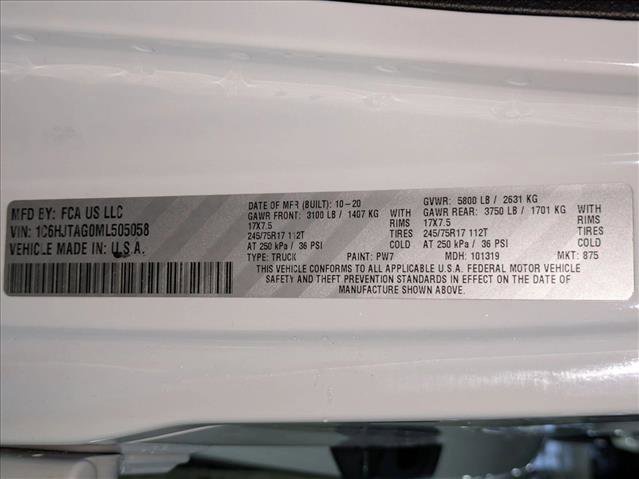 MFD BY: FCA US LLC
VIN: 1C6HJTAG0ML505058
VEHICLE MADE IN: U.S.A.
DATE OF MFR (BUILT): 10-20 GVWR: 5800 LB / 2631 KG
GAWR FRONT: 3100 LB / 1407 KG WITH GAWR REAR: 3750 LB / 1701 KG WITH
17X7.5 RIMS 17X7.5 RIMS
245/75R17 112T TIRES 245/75R17 112T TIRES
AT 250 kPa / 36 PSI COLD AT 250 kPa / 36 PSI COLD
TYPE: TRUCK PAINT: PW7 MDH: 101319 MKT: 875
THIS VEHICLE CONFORMS TO ALL APPLICABLE U.S.A. FEDERAL MOTOR VEHICLE
SAFETY AND THEFT PREVENTION STANDARDS IN EFFECT ON THE DATE OF
MANUFACTURE SHOWN ABOVE.